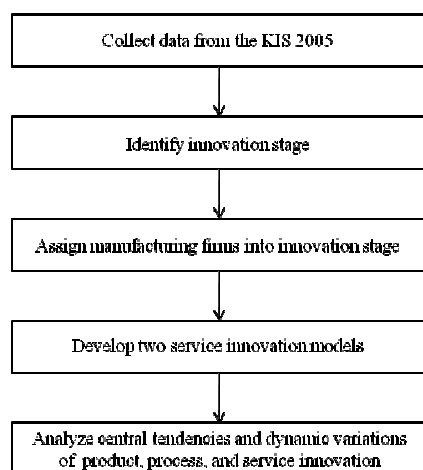 Collect data from the KIS 2005
Identify innovation stage
Assign manufacturing firms into innovation stage
Develop two service innovation models
Analyze central tendencies and dynamic variations
of product, process, and service innovation